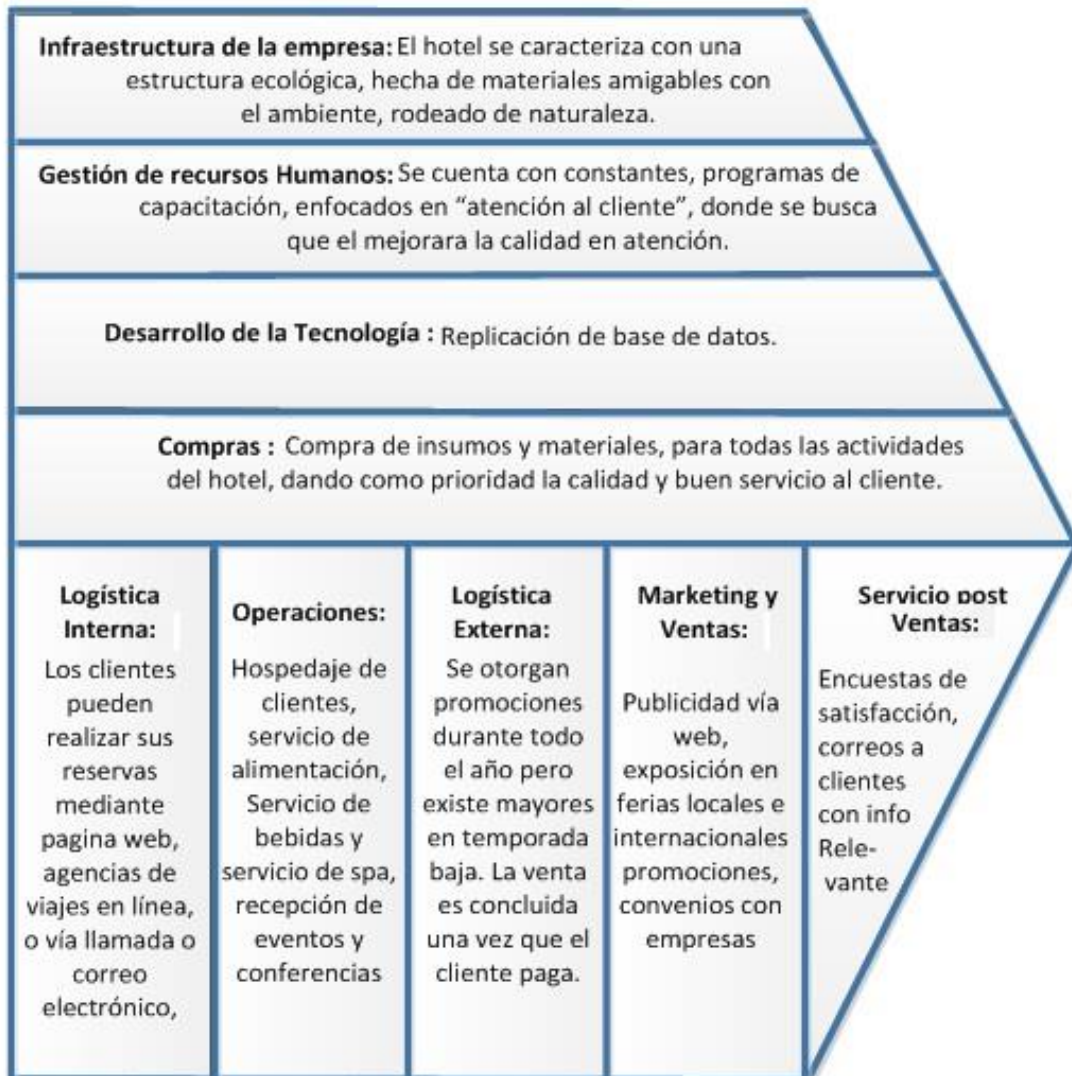 Infraestructura de la empresa: El hotel se caracteriza con una
estructura ecológica, hecha de materiales amigables con
el ambiente, rodeado de naturaleza.
Gestión de recursos Humanos: Se cuenta con constantes, programas de
capacitación, enfocados en “atención al cliente”, donde se busca
que el mejorara la calidad en atención.
Desarrollo de la Tecnología : Replicación de base de datos.
Compras : Compra de insumos y materiales, para todas las actividades
del hotel, dando como prioridad la calidad y buen servicio al cliente.
Logística
Interna:
Los clientes
pueden
realizar sus
reservas
mediante
pagina web,
agencias de
viajes en línea,
o vía llamada o
correo
electrónico,
Operaciones:
Hospedaje de
clientes,
servicio de
alimentación,
Servicio de
bebidas y
servicio de spa,
recepción de
eventos y
conferencias
Logística
Externa:
Se otorgan
promociones
durante todo
el año pero
existe mayores
en temporada
baja. La venta
es concluida
una vez que el
cliente paga.
Marketing y
Ventas:
Publicidad vía
web,
exposición en
ferias locales e
internacionales
promociones,
convenios con
empresas
Servicio post
Ventas:
Encuestas de
satisfacción,
correos a
clientes
con info
Rele-
vante